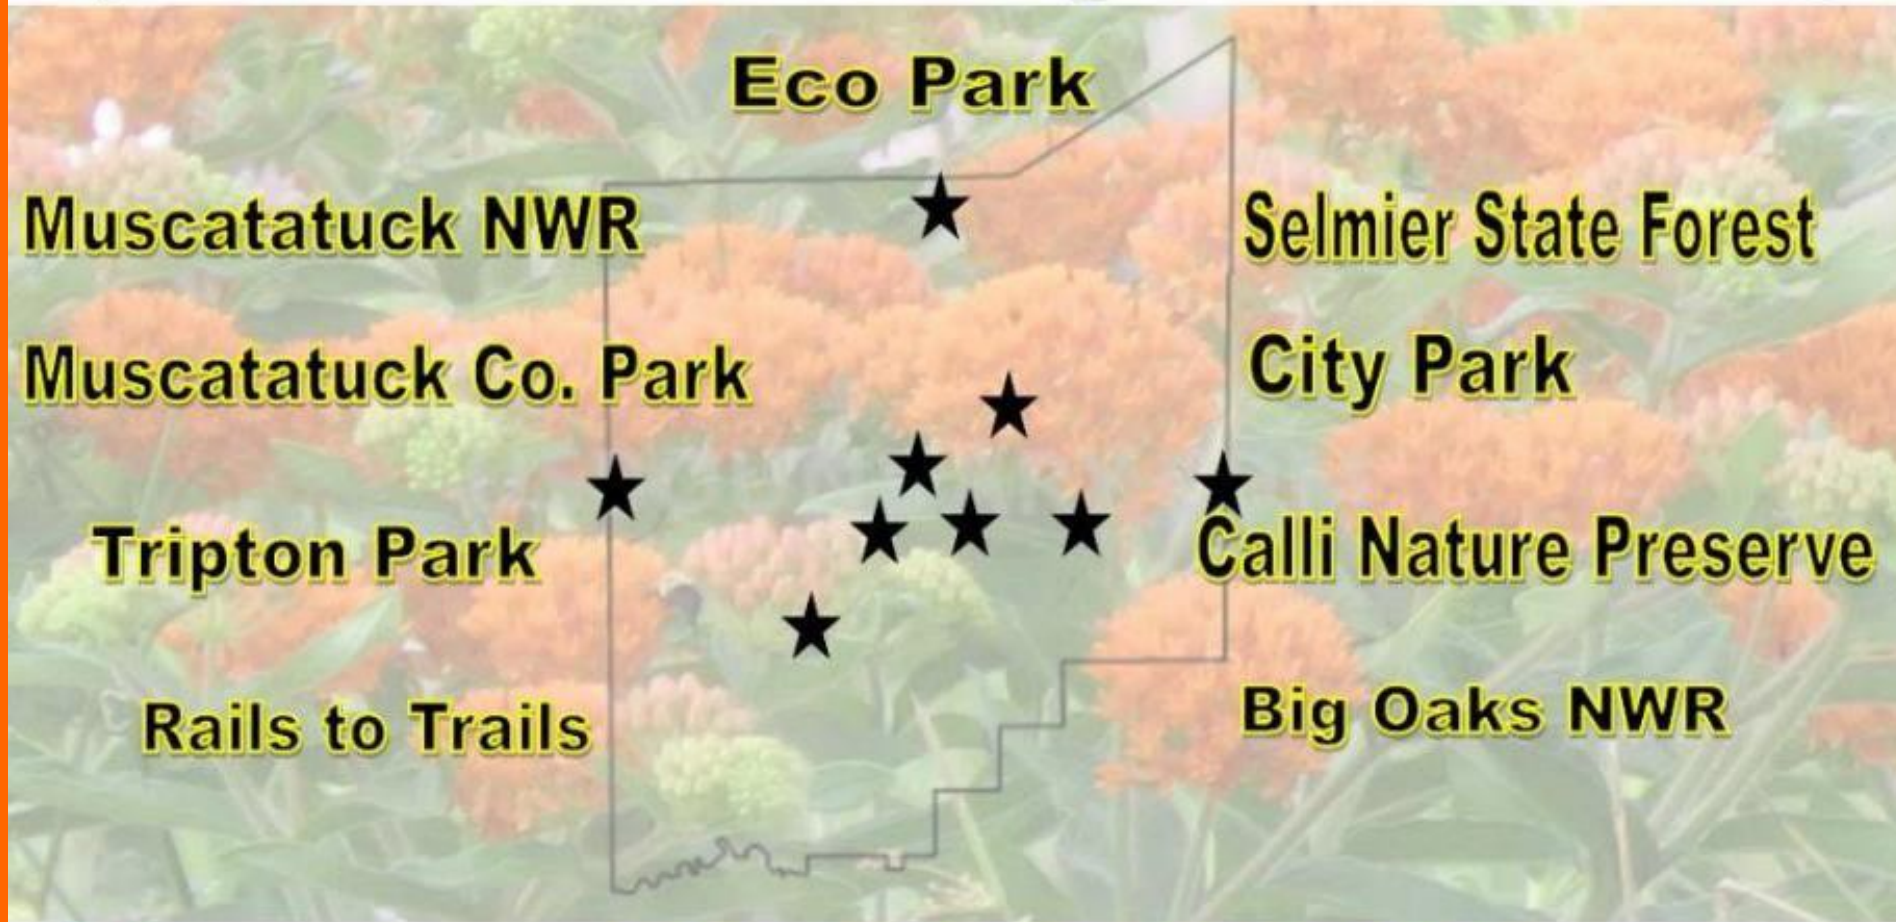 Eco Park
Muscatatuck NWR
Selmier State Forest
Muscatatuck Co. Park
City Park
Tripton Park
Calli Nature Preserve
Rails to Trails
Big Oaks NWR